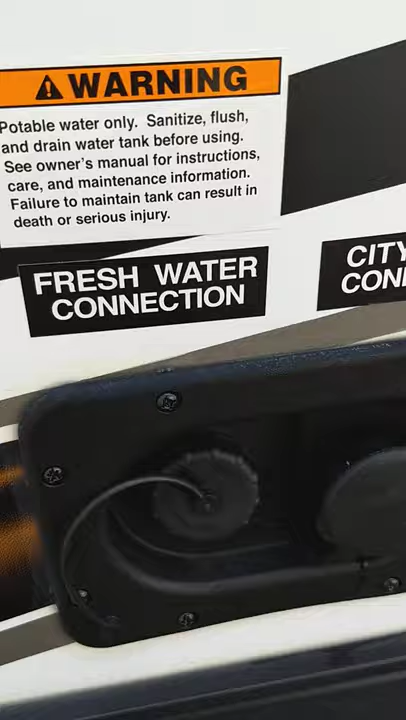 WARNING
Potable water only. Sanitize, flush,
and drain water tank before using.
See owner's manual for instructions,
care, and maintenance information.
Failure to maintain tank can result in
death or serious injury.
FRESH WATER
CONNECTION
CITY